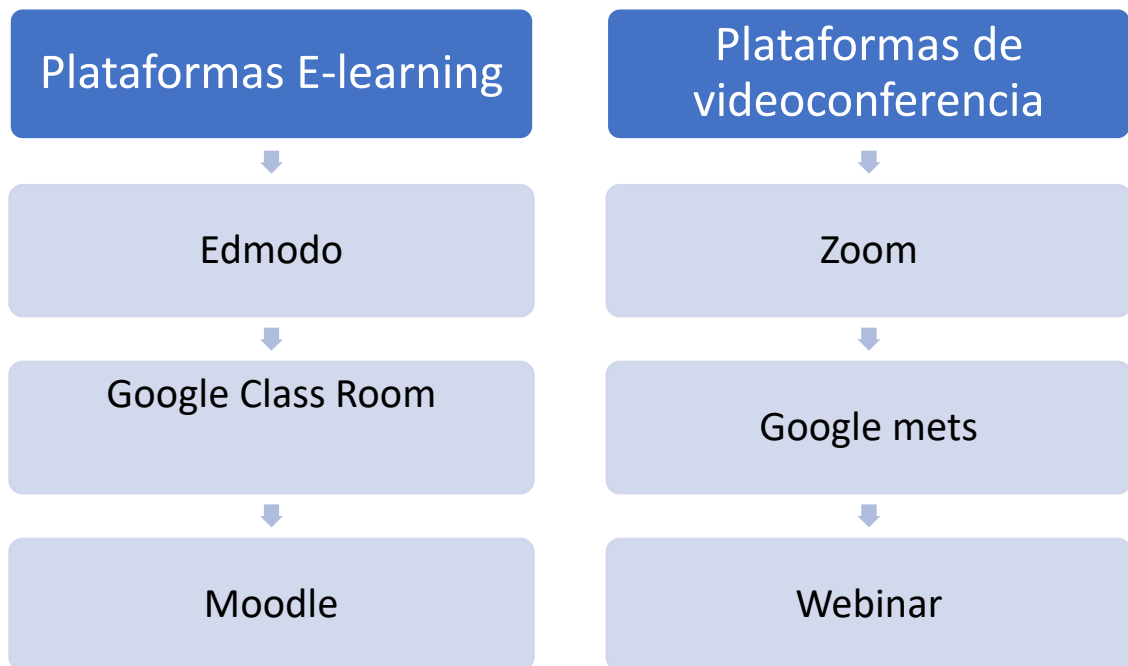 Plataformas E-learning
Edmodo
Google Class Room
Moodle
Plataformas de
videoconferencia
Zoom
Google mets
Webinar